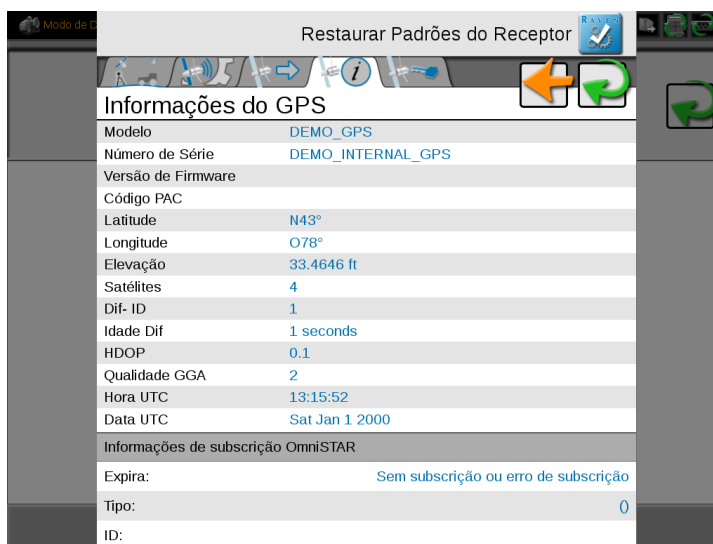 Modo de D
Restaurar Padrões do Receptor
RAVEN
i
Informações do GPS
Modelo DEMO_GPS
Número de Série DEMO_INTERNAL_GPS
Versão de Firmware
Código PAC
Latitude N43°
Longitude O78°
Elevação 33.4646 ft
Satélites 4
Dif- ID 1
Idade Dif 1 seconds
HDOP 0.1
Qualidade GGA 2
Hora UTC 13:15:52
Data UTC Sat Jan 1 2000
Informações de subscrição OmniSTAR
Expira: Sem subscrição ou erro de subscrição
Tipo: ()
ID: